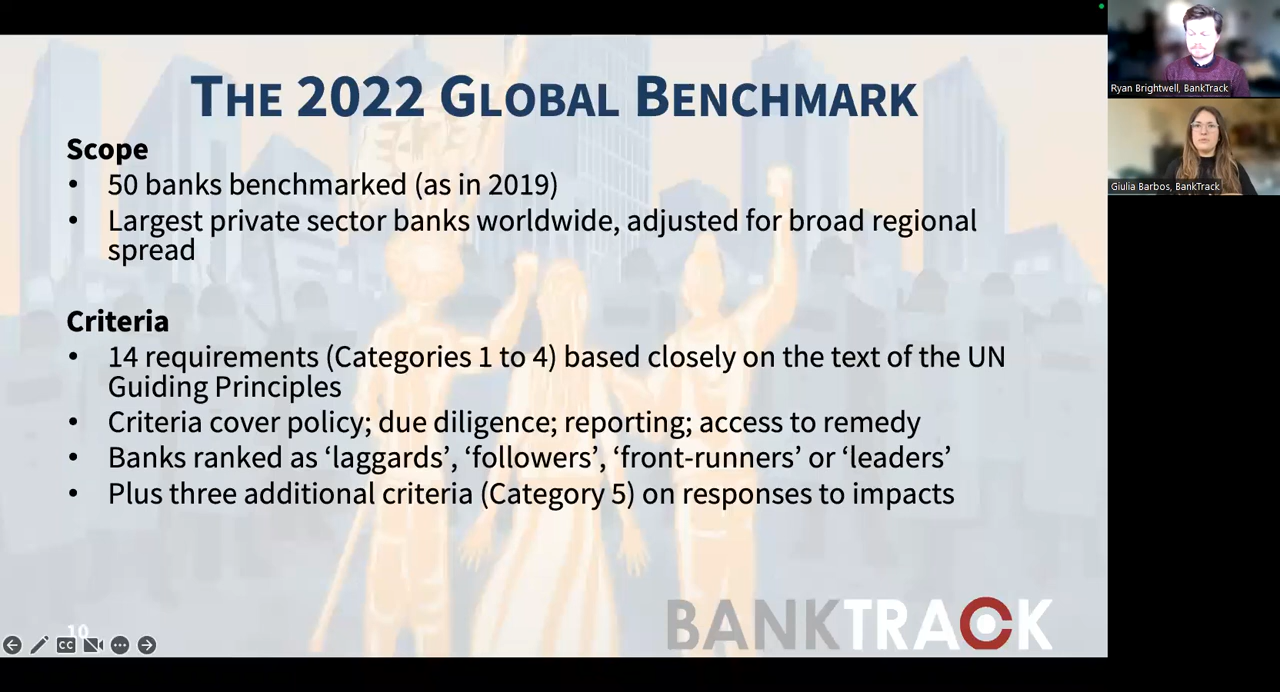 THE 2022 GLOBAL BENCHMARK
Scope
• 50 banks benchmarked (as in 2019)
• Largest private sector banks worldwide, adjusted for broad regional
spread
Criteria
• 14 requirements (Categories 1 to 4) based closely on the text of the UN
Guiding Principles
• Criteria cover policy; due diligence; reporting; access to remedy
• Banks ranked as ‘laggards’, ‘followers’, ‘front-runners’ or ‘leaders’
• Plus three additional criteria (Category 5) on responses to impacts
10
CC
BANKTRACK
Ryan Brightwell, BankTrack
Giulia Barbos, BankTrack